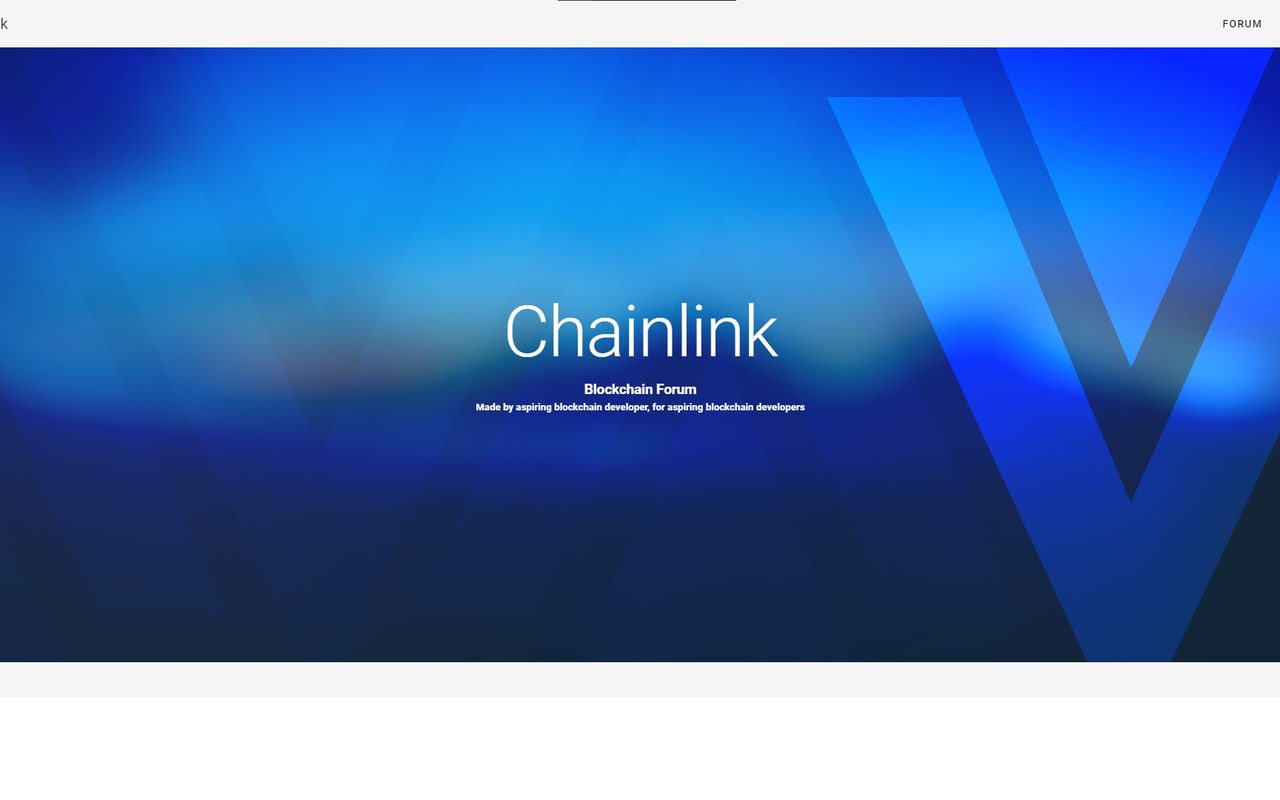 k
FORUM
Chainlink
Blockchain Forum
Made by aspiring blockchain developer, for aspiring blockchain developers